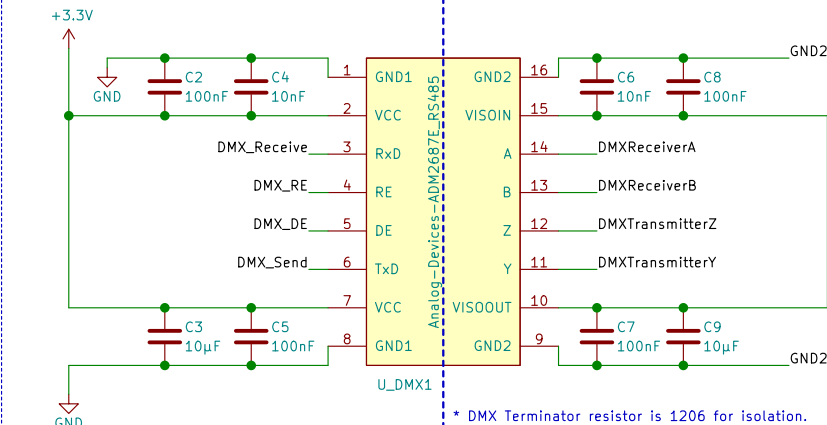 +3.3V
GND2
C2
100nF
C4
10nF
1
GND1
GND2
16
C6
10nF
C8
100nF
GND
2
VCC
VISOIN
15
DMX_Receive
3
RxD
A
14
DMXReceiverA
DMX_RE
4
RE
B
13
DMXReceiverB
DMX_DE
5
DE
Z
12
DMXTransmitterZ
DMX_Send
6
TxD
Y
11
DMXTransmitterY
Analog-Devices-ADM2687E_RS485
7
VCC
VISOOUT
10
C3
10µF
C5
100nF
8
GND1
GND2
9
C7
100nF
C9
10µF
GND2
U_DMX1
GND
* DMX Terminator resistor is 1206 for isolation.